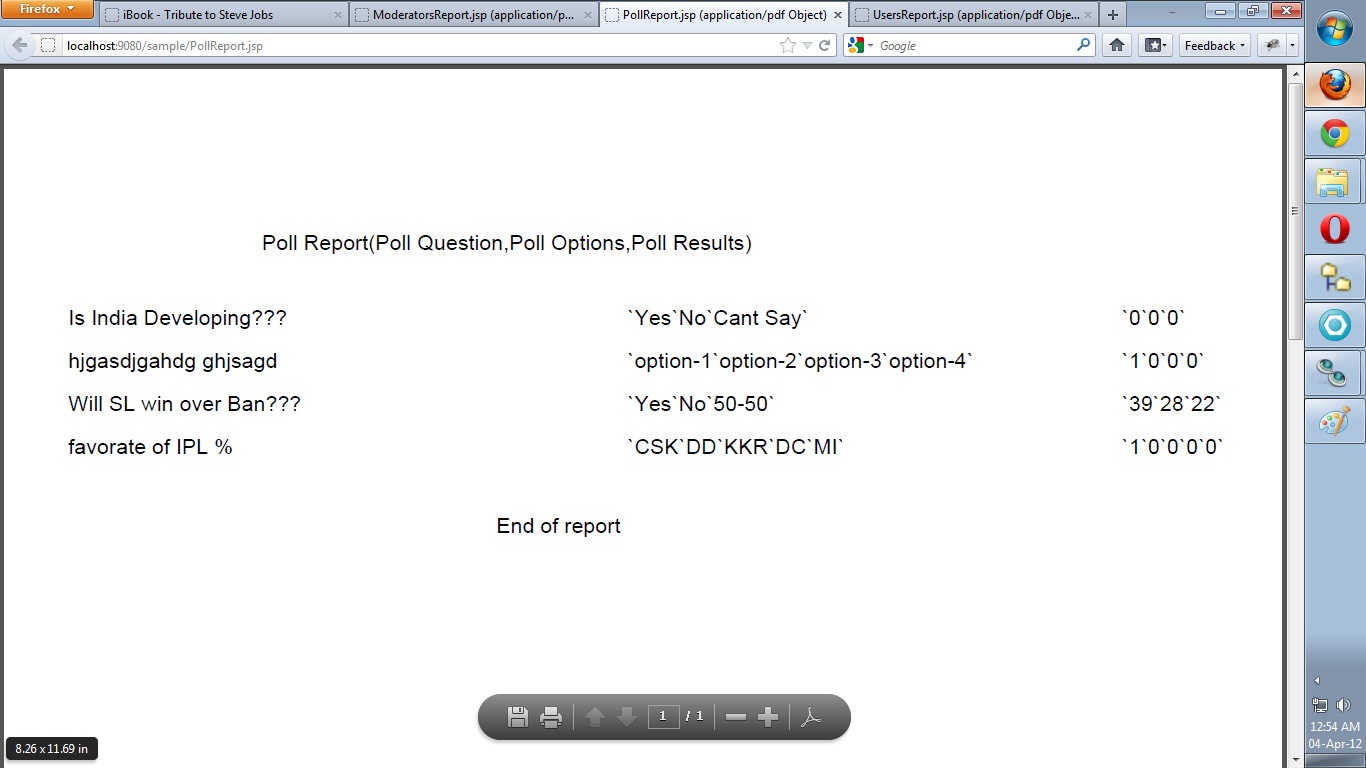 Firefox
iBook - Tribute to Steve Jobs
ModeratorsReport.jsp (application/p...
PollReport.jsp (application/pdf Object)
UsersReport.jsp (application/pdf Obje...
localhost:9080/sample/PollReport.jsp
Google
Feedback
Poll Report(Poll Question,Poll Options,Poll Results)
Is India Developing??? `Yes`No`Cant Say` `0`0`0`
hjgasdjgahdg ghjsagd `option-1`option-2`option-3`option-4` `1`0`0`0`
Will SL win over Ban??? `Yes`No`50-50` `39`28`22`
favorate of IPL % `CSK`DD`KKR`DC`MI` `1`0`0`0`0`
End of report
1 / 1
8.26 x 11.69 in
12:54 AM
04-Apr-12